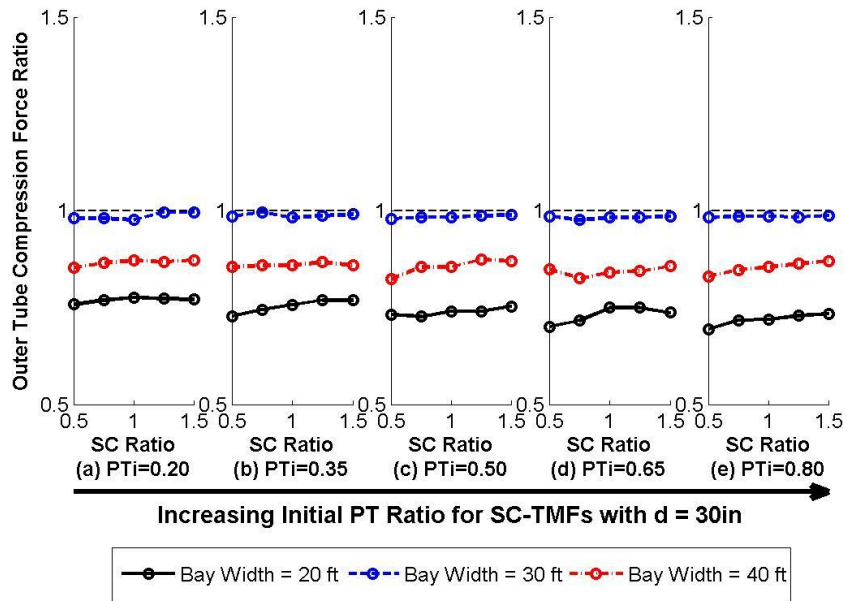 Outer Tube Compression Force Ratio
1.5 1.5 1.5 1.5 1.5
1 1 1 1 1
0.5 0.5 0.5 0.5 0.5
0.5 1 1.5 0.5 1 1.5 0.5 1 1.5 0.5 1 1.5 0.5 1 1.5
SC Ratio SC Ratio SC Ratio SC Ratio SC Ratio
(a) PTi=0.20 (b) PTi=0.35 (c) PTi=0.50 (d) PTi=0.65 (e) PTi=0.80
Increasing Initial PT Ratio for SC-TMFs with d = 30in
Bay Width = 20 ft Bay Width = 30 ft Bay Width = 40 ft